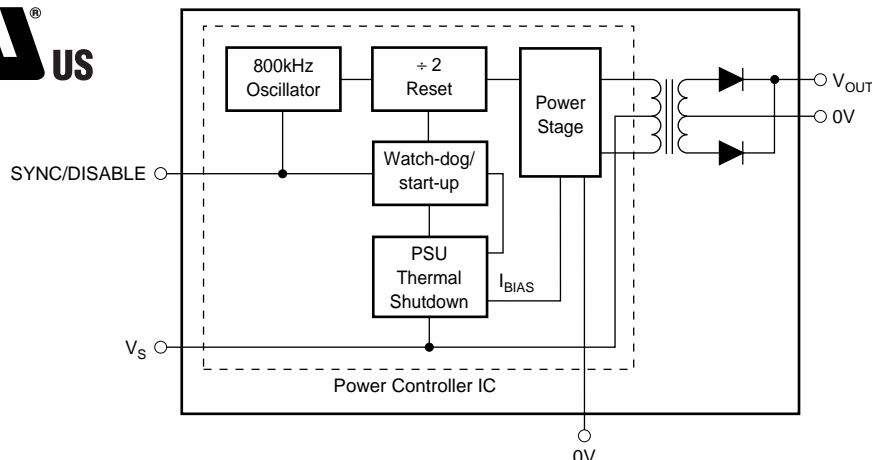 ®
US
800kHz
Oscillator
÷ 2
Reset
Power
Stage
V_OUT
0V
SYNC/DISABLE
Watch-dog/
start-up
PSU
Thermal
Shutdown
I_BIAS
V_S
Power Controller IC
0V